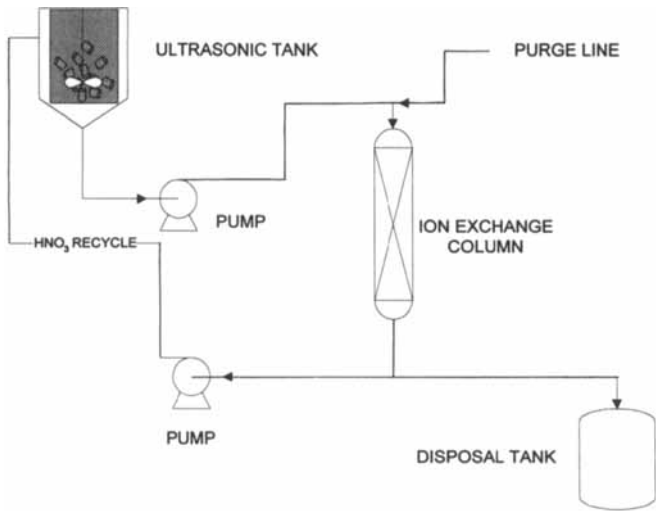 ULTRASONIC TANK
PURGE LINE
PUMP
ION EXCHANGE
COLUMN
HNO₃ RECYCLE
PUMP
DISPOSAL TANK